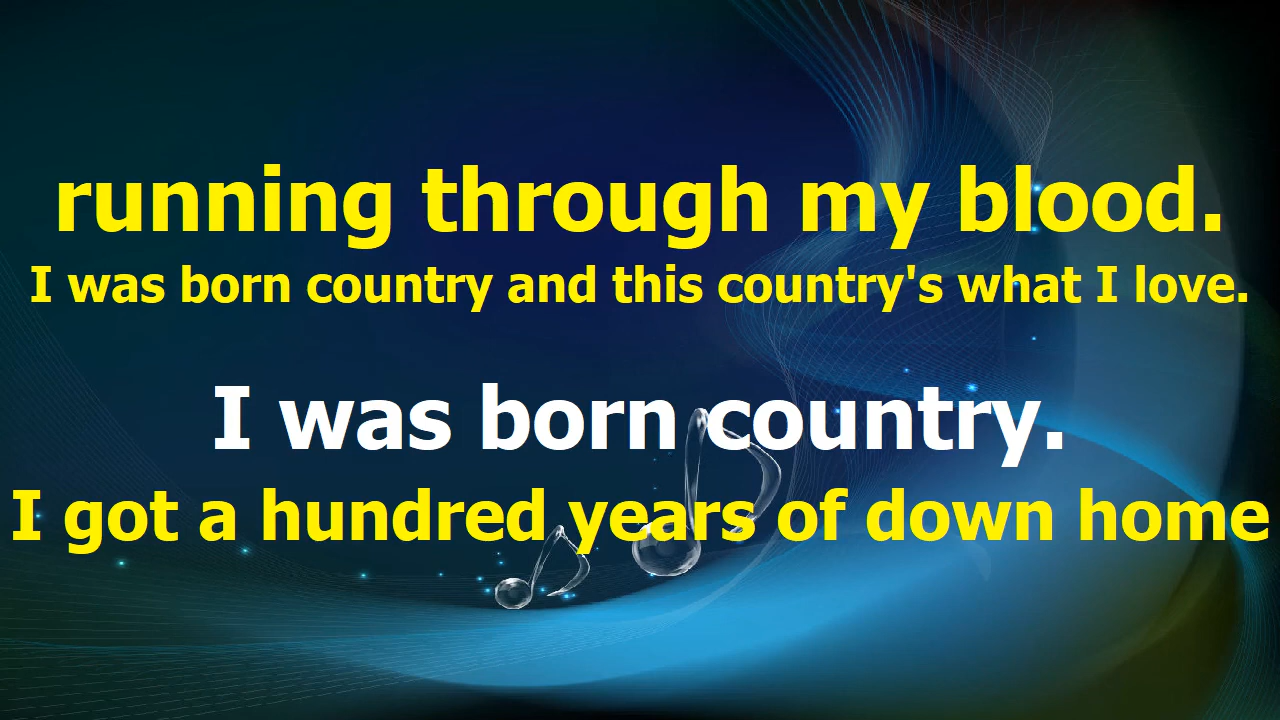 running through my blood.
I was born country and this country's what I love.
I was born country.
I got a hundred years of down home